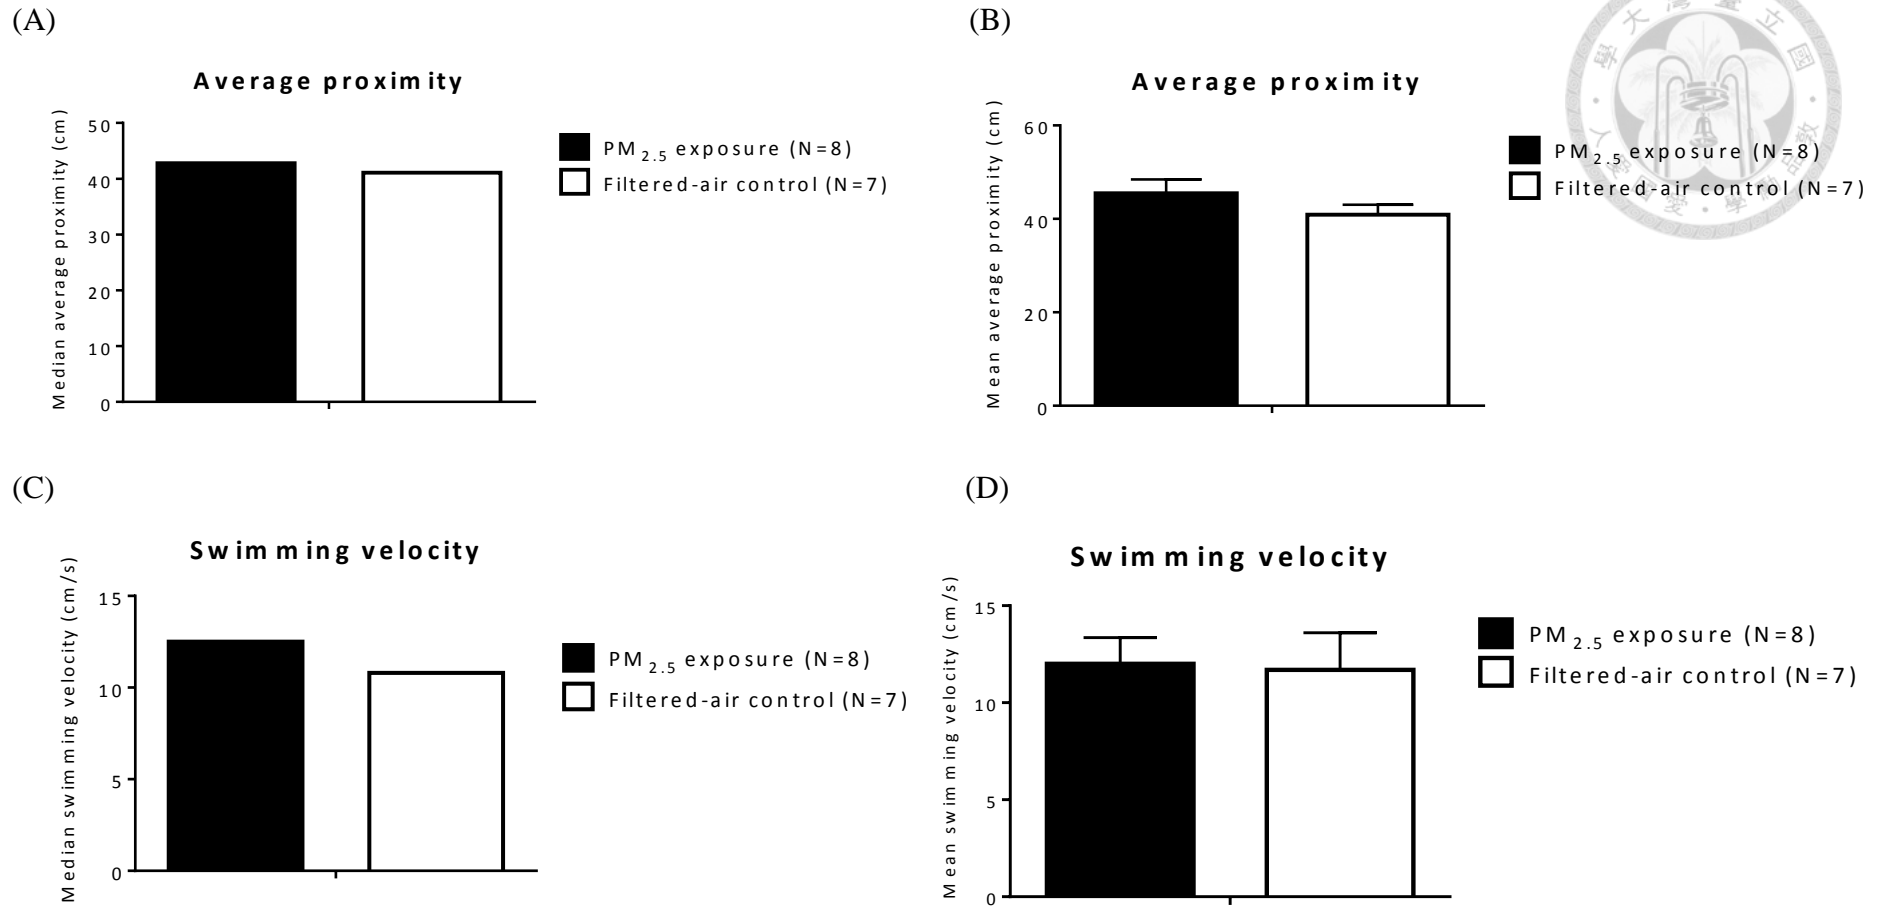 (A)
Average proximity
Median average proximity (cm)
50
40
30
20
10
0
PM2.5 exposure (N=8)
Filtered-air control (N=7)
(B)
Average proximity
Mean average proximity (cm)
60
40
20
0
PM2.5 exposure (N=8)
Filtered-air control (N=7)
(C)
Swimming velocity
Median swimming velocity (cm/s)
15
10
5
0
PM2.5 exposure (N=8)
Filtered-air control (N=7)
(D)
Swimming velocity
Mean swimming velocity (cm/s)
15
10
5
0
PM2.5 exposure (N=8)
Filtered-air control (N=7)